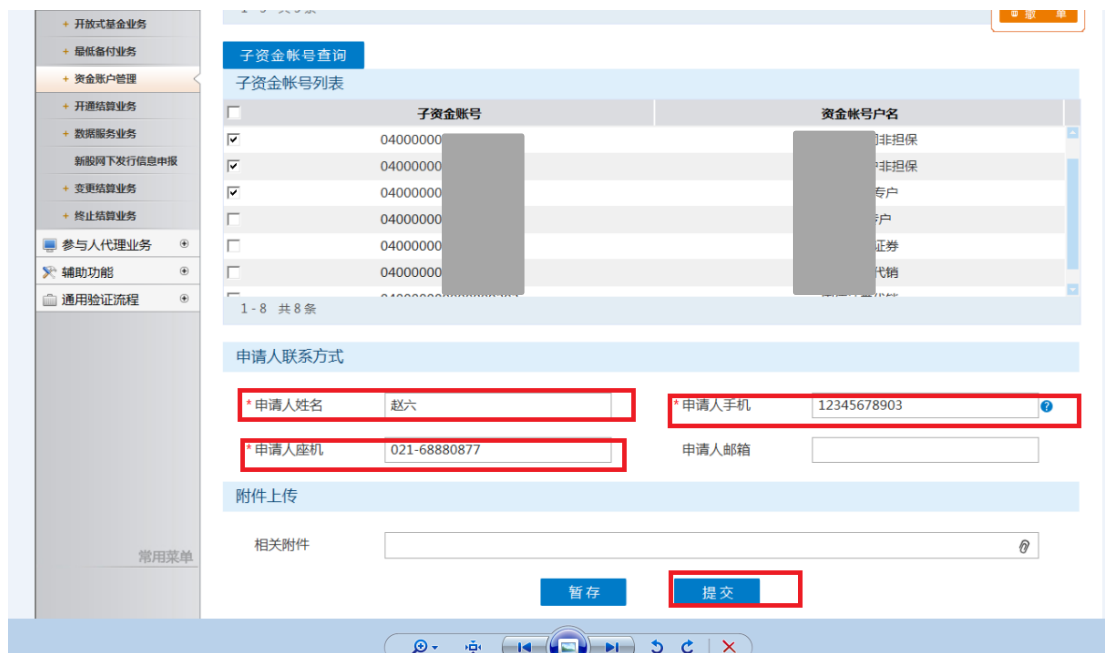 + 开放式基金业务
+ 最低备付业务
+ 资金账户管理
+ 开通结算业务
+ 数据服务业务
新股网下发行信息申报
+ 变更结算业务
+ 终止结算业务
参与人代理业务
辅助功能
通用验证流程
常用菜单
撤 单
子资金帐号查询
子资金帐号列表
子资金账号 资金帐号户名
04000000 非担保
04000000 非担保
04000000 专户
04000000 户
04000000 证券
04000000 代销
1 - 8 共 8 条
申请人联系方式
*申请人姓名 赵六 *申请人手机 12345678903
*申请人座机 021-68880877 申请人邮箱
附件上传
相关附件
暂存 提交